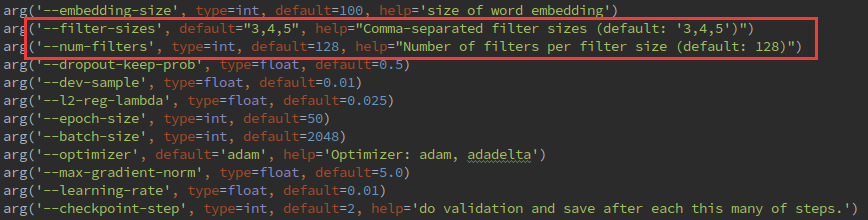 arg('--embedding-size', type=int, default=100, help='size of word embedding')
arg('--filter-sizes', default="3,4,5", help="Comma-separated filter sizes (default: '3,4,5')")
arg('--num-filters', type=int, default=128, help="Number of filters per filter size (default: 128)")
arg('--dropout-keep-prob', type=float, default=0.5)
arg('--dev-sample', type=float, default=0.01)
arg('--l2-reg-lambda', type=float, default=0.025)
arg('--epoch-size', type=int, default=50)
arg('--batch-size', type=int, default=2048)
arg('--optimizer', default='adam', help='Optimizer: adam, adadelta')
arg('--max-gradient-norm', type=float, default=5.0)
arg('--learning-rate', type=float, default=0.01)
arg('--checkpoint-step', type=int, default=2, help='do validation and save after each this many of steps.')